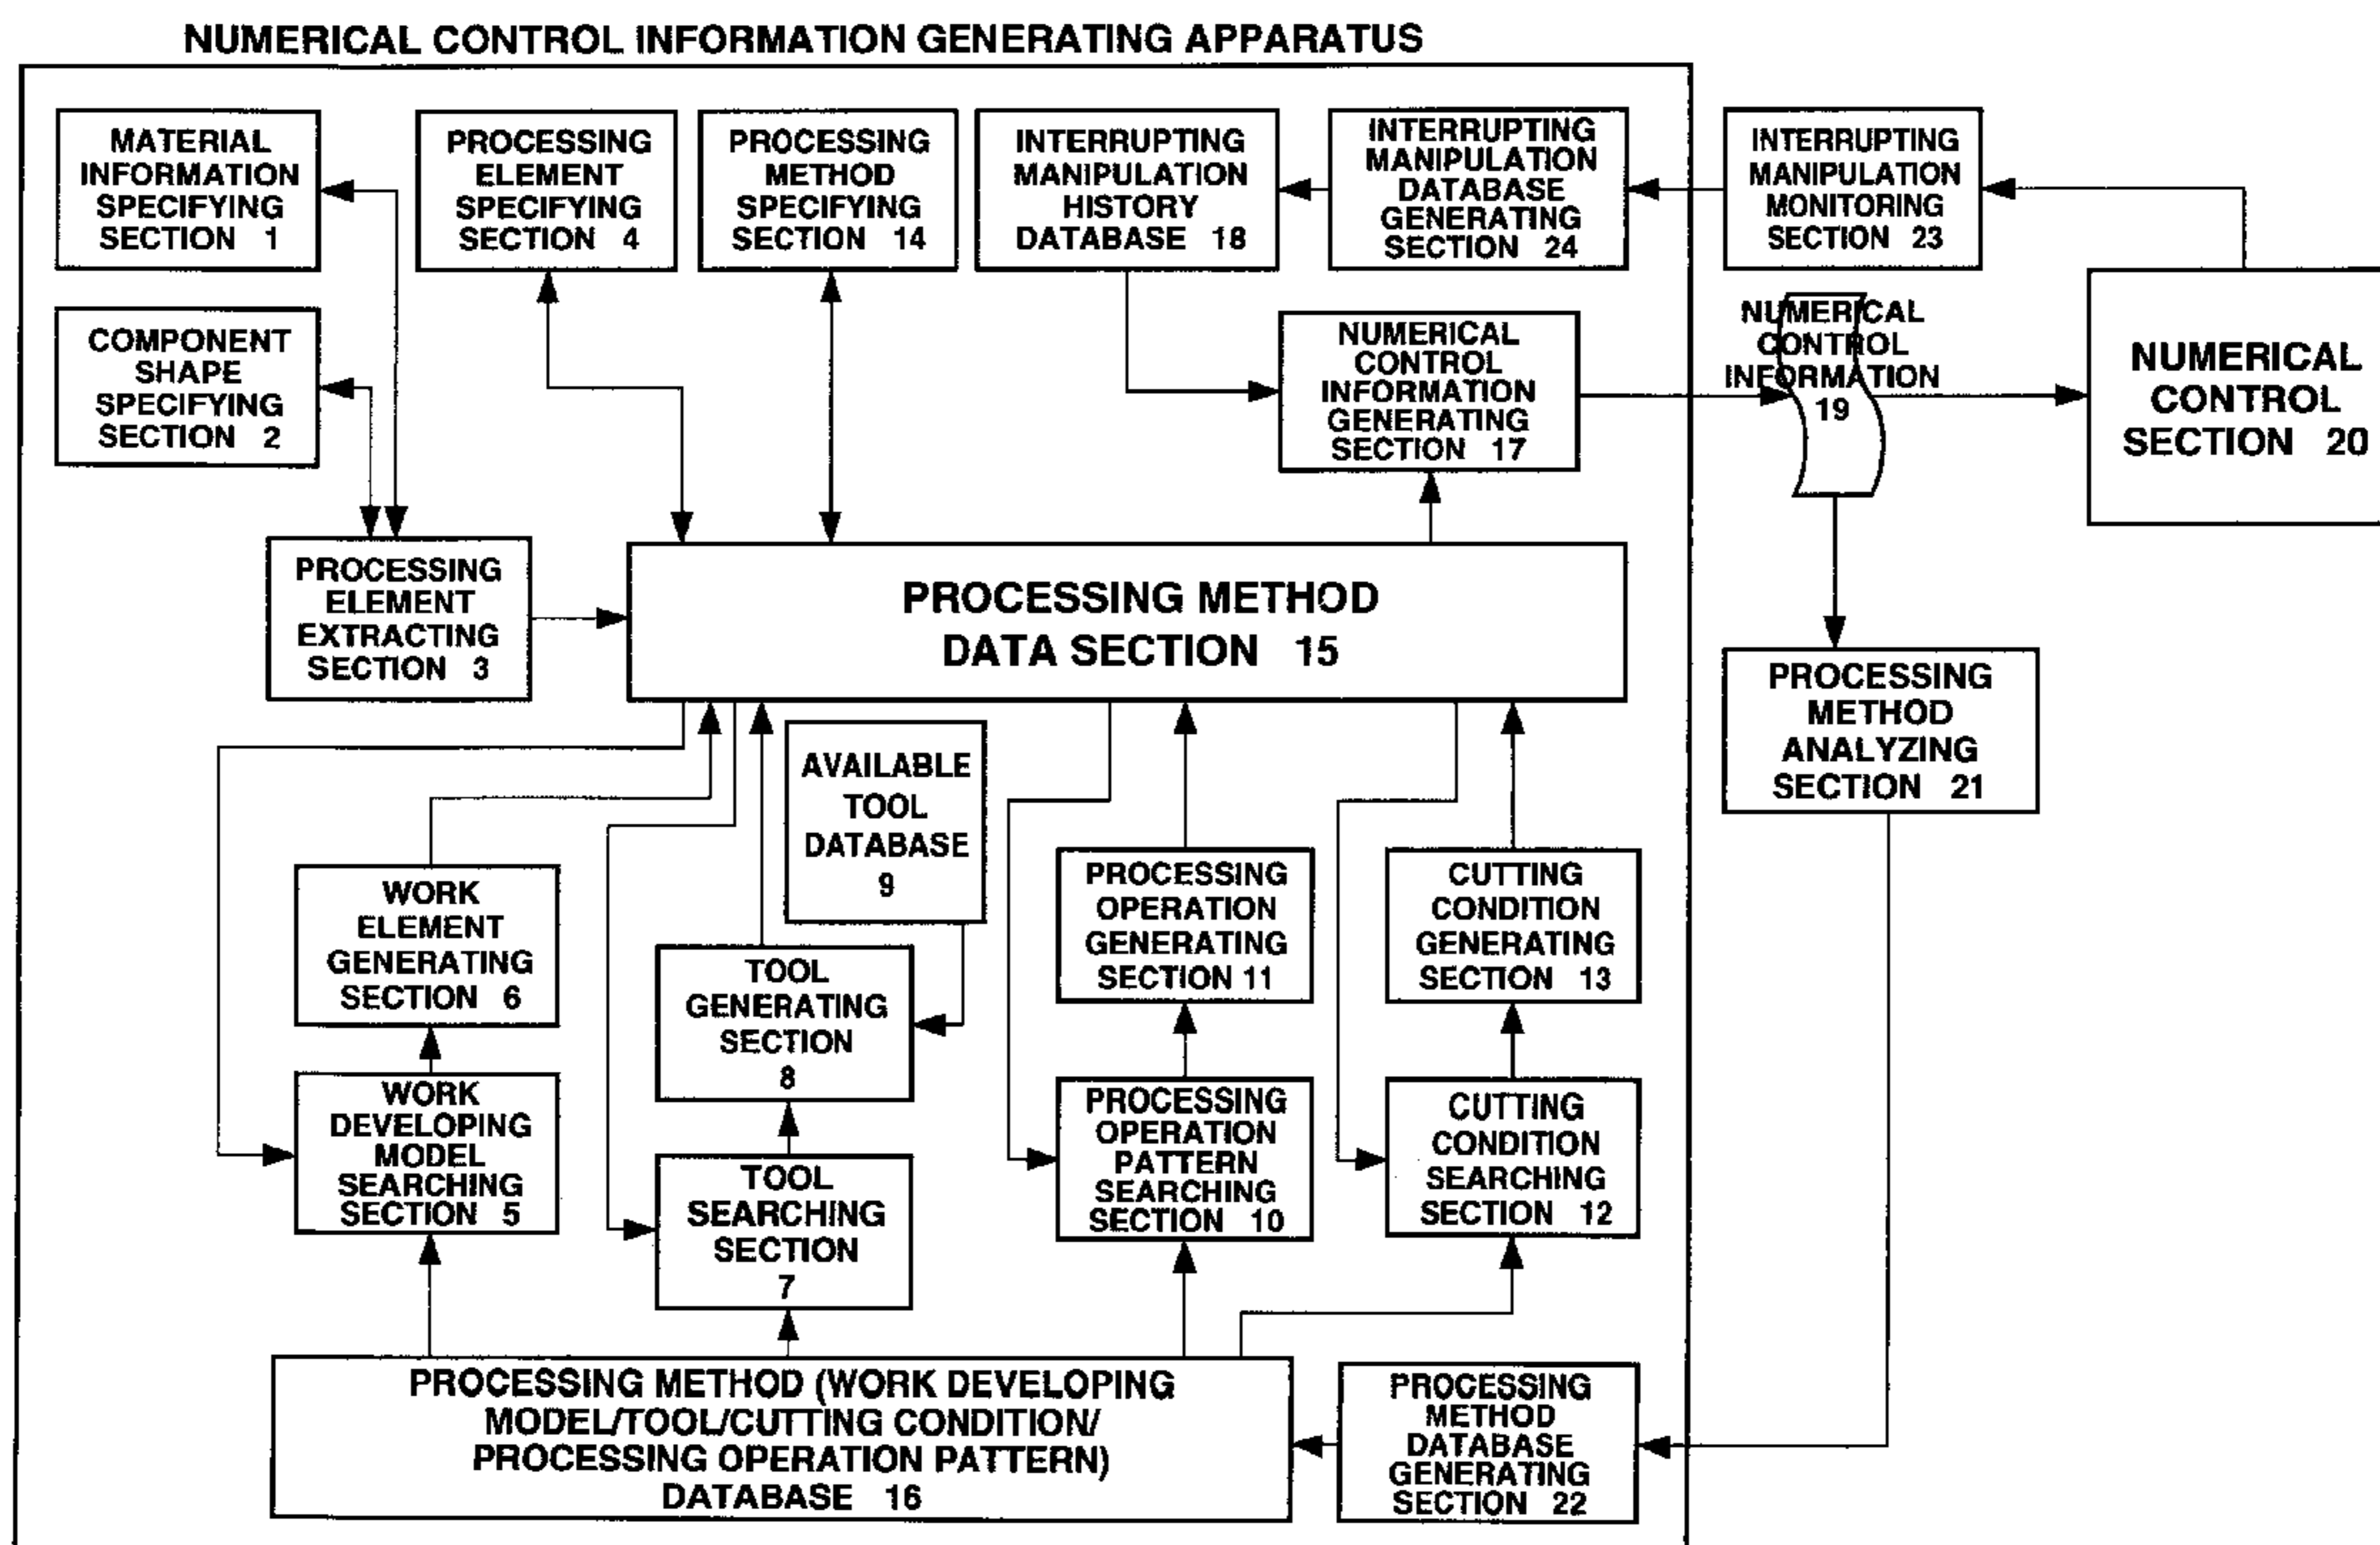 NUMERICAL CONTROL INFORMATION GENERATING APPARATUS
MATERIAL
INFORMATION
SPECIFYING
SECTION 1
PROCESSING
ELEMENT
SPECIFYING
SECTION 4
PROCESSING
METHOD
SPECIFYING
SECTION 14
INTERRUPTING
MANIPULATION
HISTORY
DATABASE 18
INTERRUPTING
MANIPULATION
DATABASE
GENERATING
SECTION 24
INTERRUPTING
MANIPULATION
MONITORING
SECTION 23
COMPONENT
SHAPE
SPECIFYING
SECTION 2
NUMERICAL
CONTROL
INFORMATION
GENERATING
SECTION 17
NUMERICAL
CONTROL
INFORMATION
19
NUMERICAL
CONTROL
SECTION 20
PROCESSING
ELEMENT
EXTRACTING
SECTION 3
PROCESSING METHOD
DATA SECTION 15
PROCESSING
METHOD
ANALYZING
SECTION 21
AVAILABLE
TOOL
DATABASE
9
WORK
ELEMENT
GENERATING
SECTION 6
TOOL
GENERATING
SECTION
8
PROCESSING
OPERATION
GENERATING
SECTION 11
CUTTING
CONDITION
GENERATING
SECTION 13
WORK
DEVELOPING
MODEL
SEARCHING
SECTION 5
TOOL
SEARCHING
SECTION
7
PROCESSING
OPERATION
PATTERN
SEARCHING
SECTION 10
CUTTING
CONDITION
SEARCHING
SECTION 12
PROCESSING METHOD (WORK DEVELOPING
MODEL/TOOL/CUTTING CONDITION/
PROCESSING OPERATION PATTERN)
DATABASE 16
PROCESSING
METHOD
DATABASE
GENERATING
SECTION 22